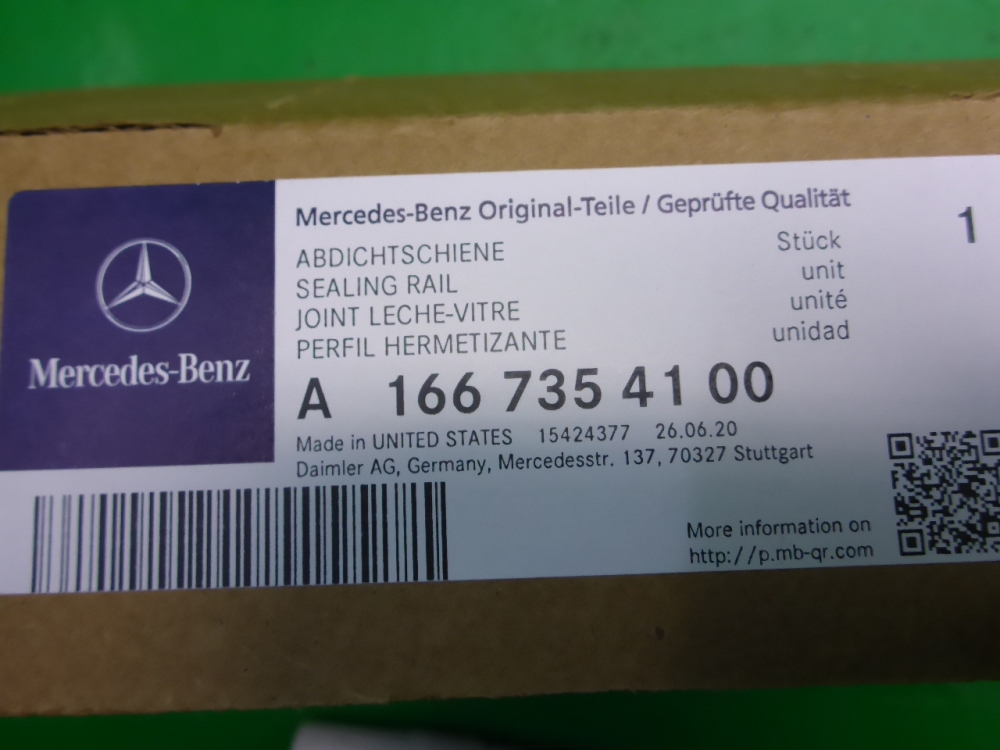 Mercedes-Benz
Mercedes-Benz Original-Teile / Geprüfte Qualität
ABDICHTSCHIENE Stück 1
SEALING RAIL unit
JOINT LECHE-VITRE unité
PERFIL HERMETIZANTE unidad
A 166 735 41 00
Made in UNITED STATES 15424377 26.06.20
Daimler AG, Germany, Mercedesstr. 137, 70327 Stuttgart
More information on
http://p.mb-qr.com